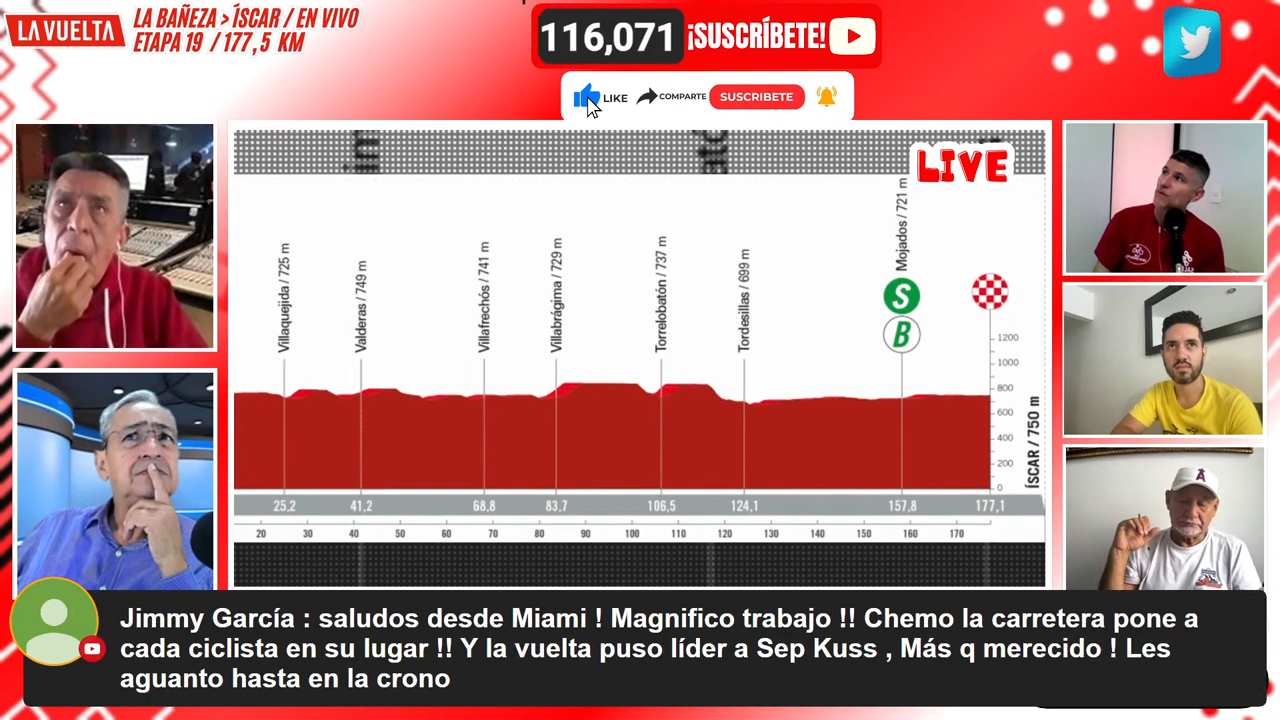 LA VUELTA
LA BAÑEZA > ÍSCAR / EN VIVO
ETAPA 19 / 177,5 KM
116,071
¡SUSCRÍBETE!
LIKE
COMPARTE
SUSCRIBETE
LIVE
Villaquejida / 725 m
Valderas / 749 m
Villafrechós / 741 m
Villabrágima / 729 m
Torrelobatón / 737 m
Tordesillas / 699 m
Mojados / 721 m
S
B
1200
1000
800
600
400
200
0
ÍSCAR / 750 m
25,2 41,2 68,8 83,7 106,5 124,1 157,8 177,1
20 30 40 50 60 70 80 90 100 110 120 130 140 150 160 170
A
Jimmy García : saludos desde Miami ! Magnifico trabajo !! Chemo la carretera pone a
cada ciclista en su lugar !! Y la vuelta puso líder a Sep Kuss , Más q merecido ! Les
aguanto hasta en la crono